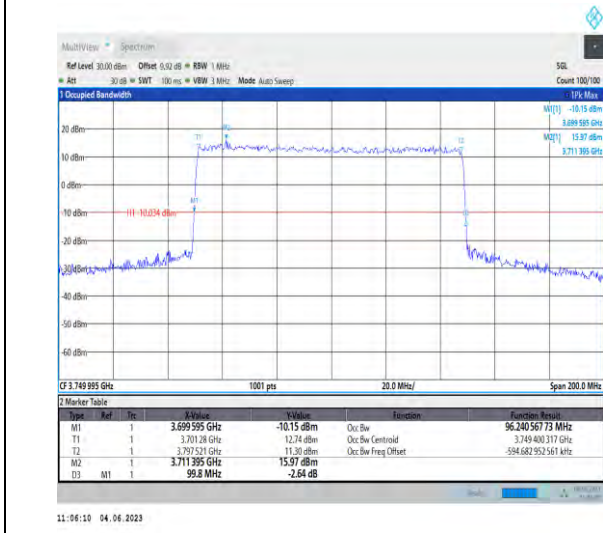 MultiView Spectrum
Ref Level 30.00 dBm Offset 9.92 dB RBW 1 MHz SGL
Att 30 dB SWT 100 ms VBW 3 MHz Mode Auto Sweep Count 100/100
1 Occupied Bandwidth 1Pk Max
M1[1] -10.15 dBm
3.699 595 GHz
M2[1] 15.97 dBm
3.711 395 GHz
20 dBm
10 dBm
0 dBm
-10 dBm
H1 -10.034 dBm
-20 dBm
-30 dBm
-40 dBm
-50 dBm
-60 dBm
T1
M2
T2
M1
D3
CF 3.749 995 GHz 1001 pts 20.0 MHz/ Span 200.0 MHz
2 Marker Table
Type Ref Trc X-Value Y-Value Function Function Result
M1 1 3.699 595 GHz -10.15 dBm Occ Bw 96.240 567 73 MHz
T1 1 3.701 28 GHz 12.74 dBm Occ Bw Centroid 3.749 400 317 GHz
T2 1 3.797 521 GHz 11.30 dBm Occ Bw Freq Offset -594.682 952 561 kHz
M2 1 3.711 395 GHz 15.97 dBm
D3 M1 1 99.8 MHz -2.64 dB
11:06:10 04.06.2023